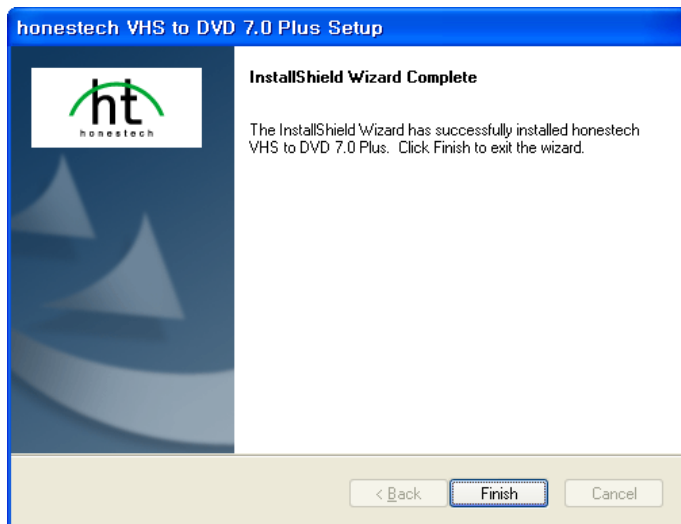 honestech VHS to DVD 7.0 Plus Setup
ht
honestech
InstallShield Wizard Complete
The InstallShield Wizard has successfully installed honestech
VHS to DVD 7.0 Plus. Click Finish to exit the wizard.
< Back
Finish
Cancel